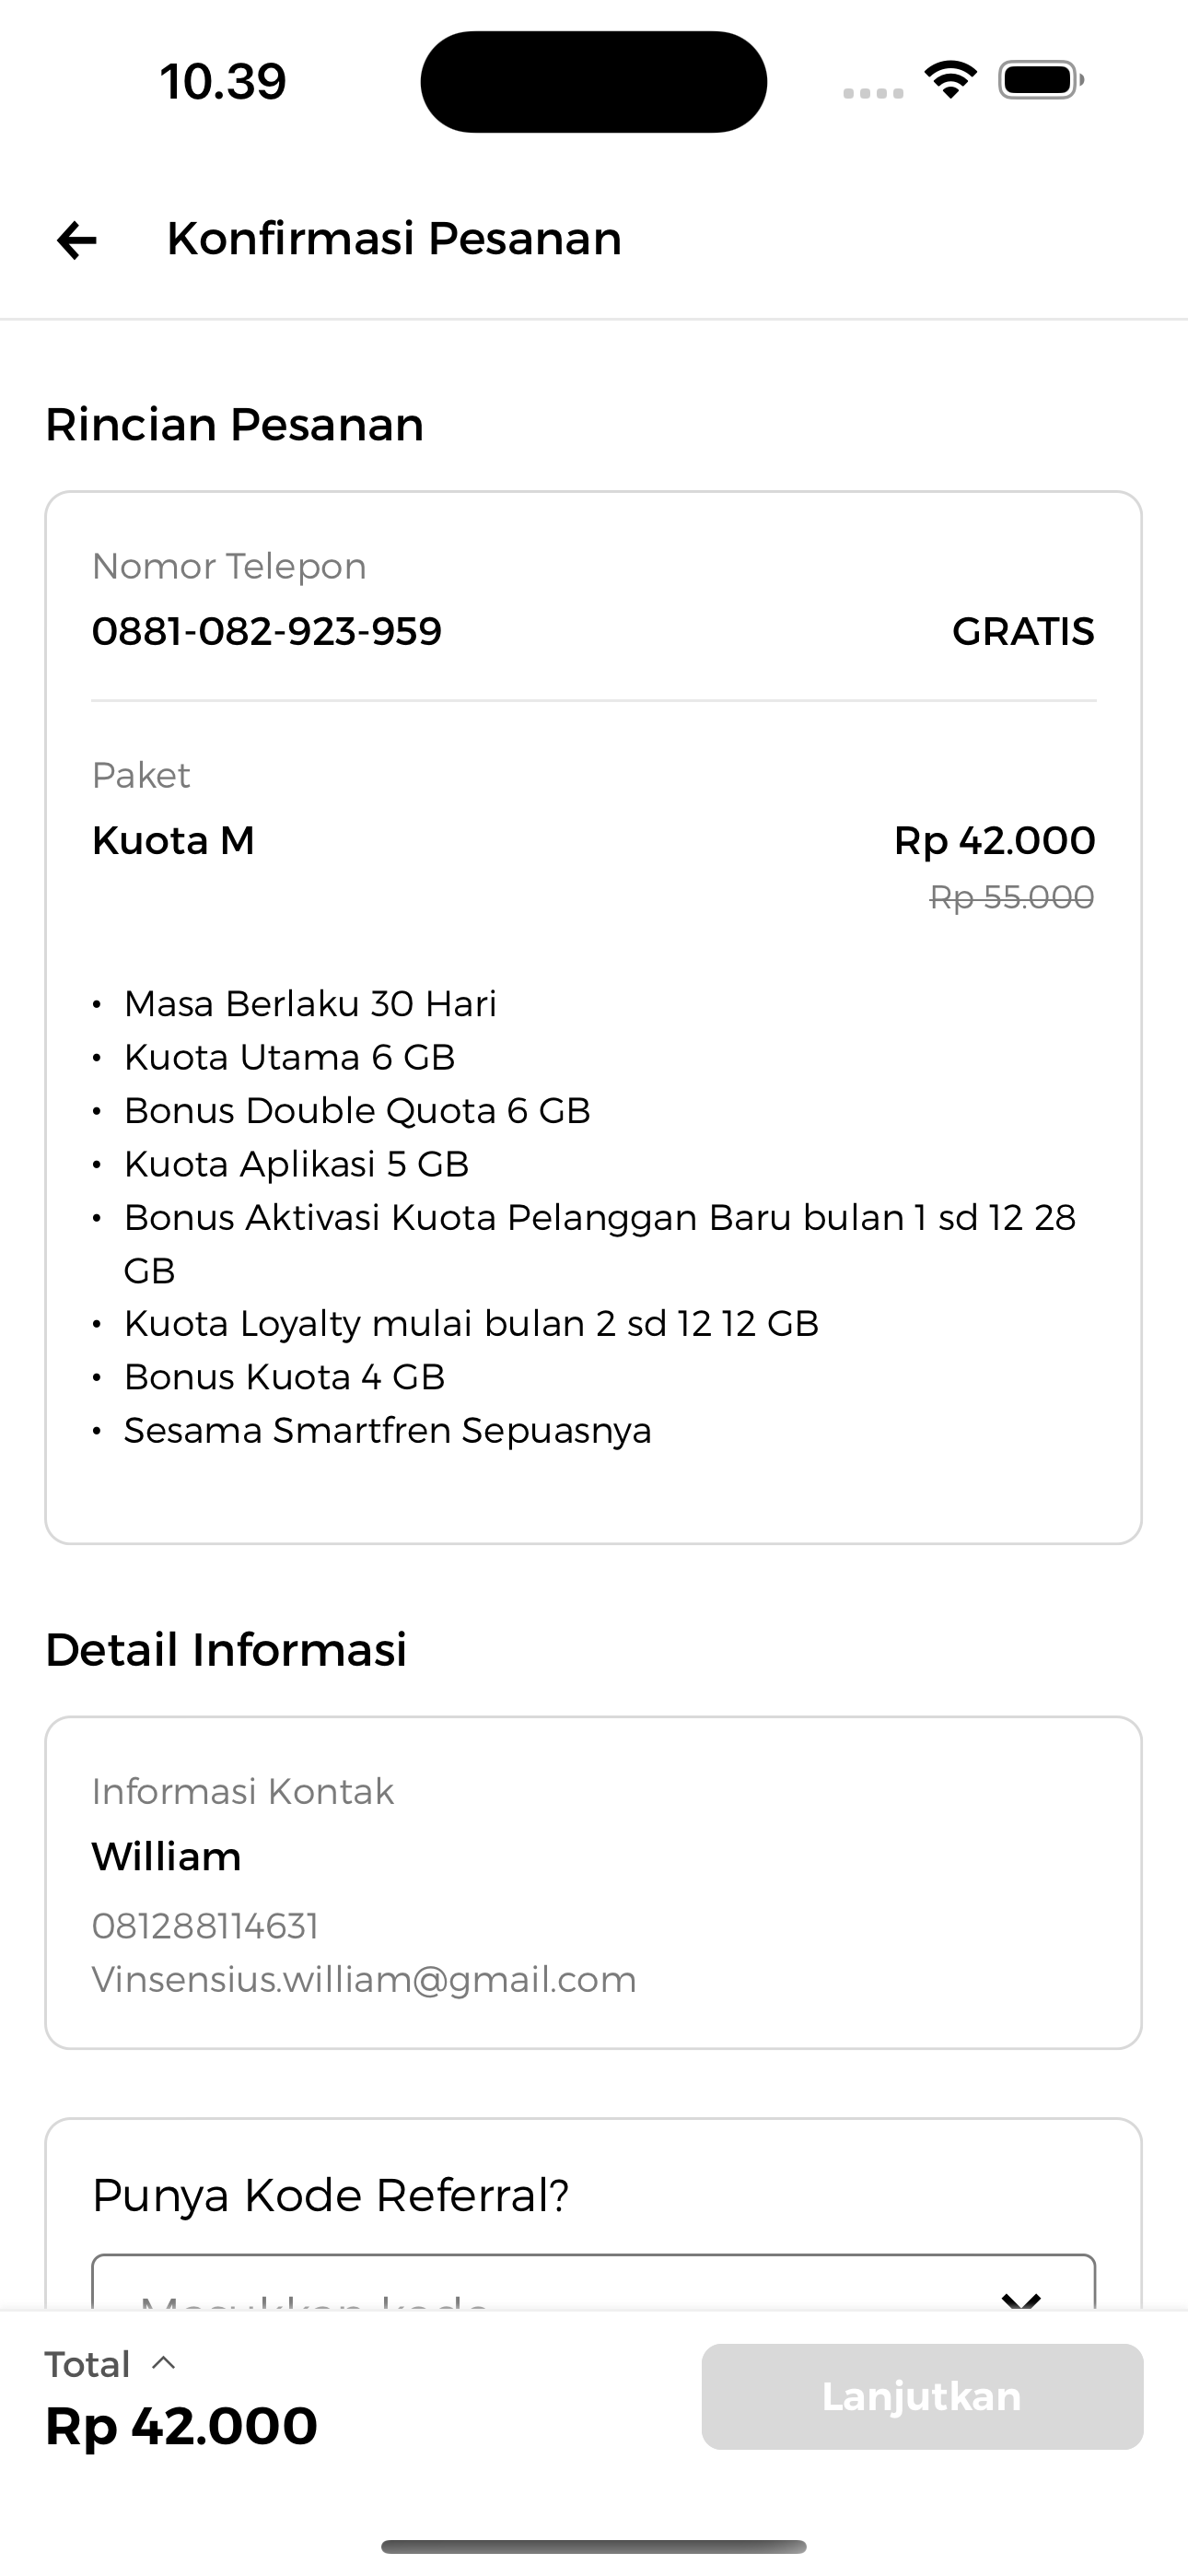 10.39
Konfirmasi Pesanan
Rincian Pesanan
Nomor Telepon
0881-082-923-959 GRATIS
Paket
Kuota M Rp 42.000
Rp 55.000
• Masa Berlaku 30 Hari
• Kuota Utama 6 GB
• Bonus Double Quota 6 GB
• Kuota Aplikasi 5 GB
• Bonus Aktivasi Kuota Pelanggan Baru bulan 1 sd 12 28
GB
• Kuota Loyalty mulai bulan 2 sd 12 12 GB
• Bonus Kuota 4 GB
• Sesama Smartfren Sepuasnya
Detail Informasi
Informasi Kontak
William
081288114631
Vinsensius.william@gmail.com
Punya Kode Referral?
Masukkan kode
Total
Rp 42.000
Lanjutkan